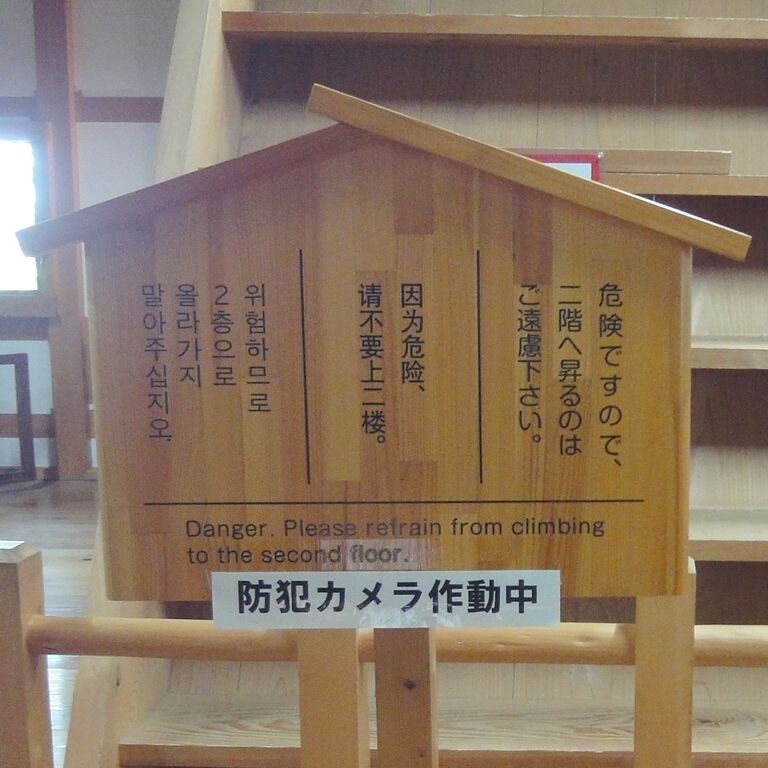 危険ですので、
二階へ昇るのは
ご遠慮下さい。
因为危险、
请不要上二楼。
위험하므로
2층으로
올라가지
말아주십지오.
Danger. Please refrain from climbing
to the second floor.
防犯カメラ作動中